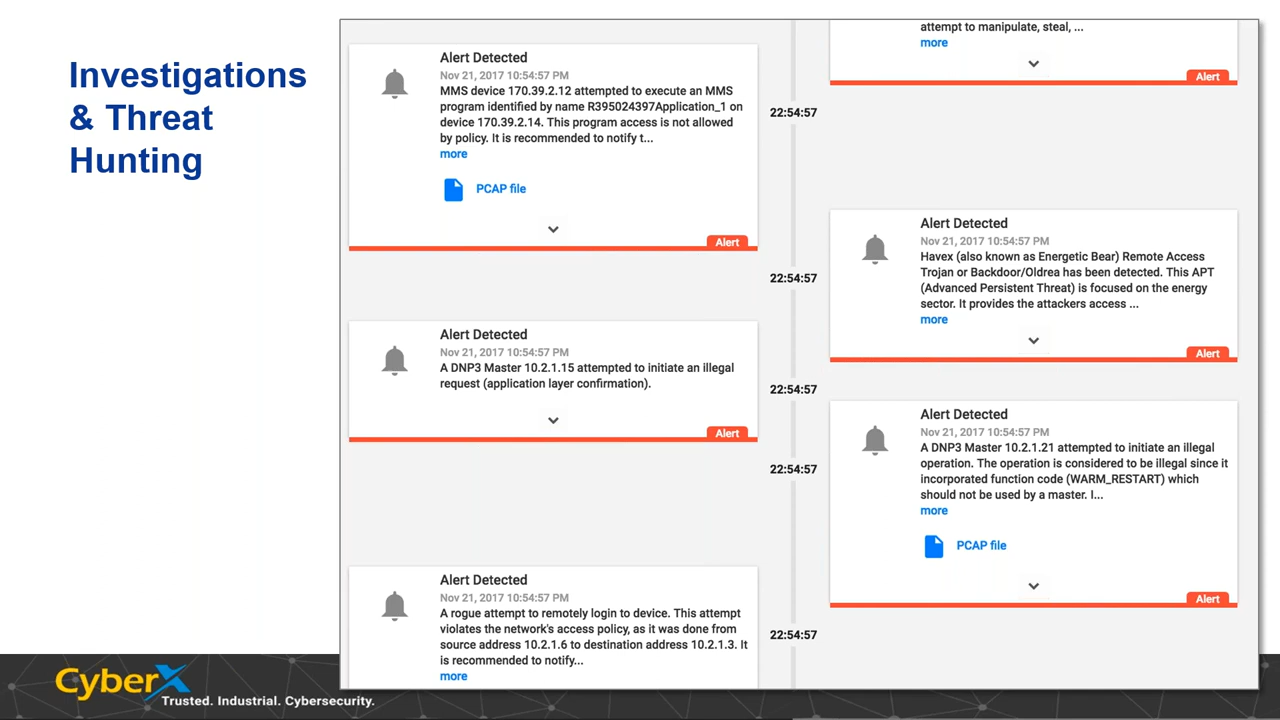 Investigations
& Threat
Hunting
Alert Detected
Nov 21, 2017 10:54:57 PM
MMS device 170.39.2.12 attempted to execute an MMS
program identified by name R395024397Application_1 on
device 170.39.2.14. This program access is not allowed
by policy. It is recommended to notify t...
more
PCAP file
Alert
attempt to manipulate, steal, ...
more
Alert
22:54:57
Alert Detected
Nov 21, 2017 10:54:57 PM
Havex (also known as Energetic Bear) Remote Access
Trojan or Backdoor/Oldrea has been detected. This APT
(Advanced Persistent Threat) is focused on the energy
sector. It provides the attackers access ...
more
Alert
22:54:57
Alert Detected
Nov 21, 2017 10:54:57 PM
A DNP3 Master 10.2.1.15 attempted to initiate an illegal
request (application layer confirmation).
Alert
22:54:57
Alert Detected
Nov 21, 2017 10:54:57 PM
A DNP3 Master 10.2.1.21 attempted to initiate an illegal
operation. The operation is considered to be illegal since it
incorporated function code (WARM_RESTART) which
should not be used by a master. I...
more
PCAP file
Alert
22:54:57
Alert Detected
Nov 21, 2017 10:54:57 PM
A rogue attempt to remotely login to device. This attempt
violates the network's access policy, as it was done from
source address 10.2.1.6 to destination address 10.2.1.3. It
is recommended to notify...
more
22:54:57
CyberX
Trusted. Industrial. Cybersecurity.